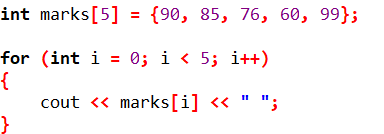 int marks[5] = {90, 85, 76, 60, 99};
for (int i = 0; i < 5; i++)
{
    cout << marks[i] << " ";
}